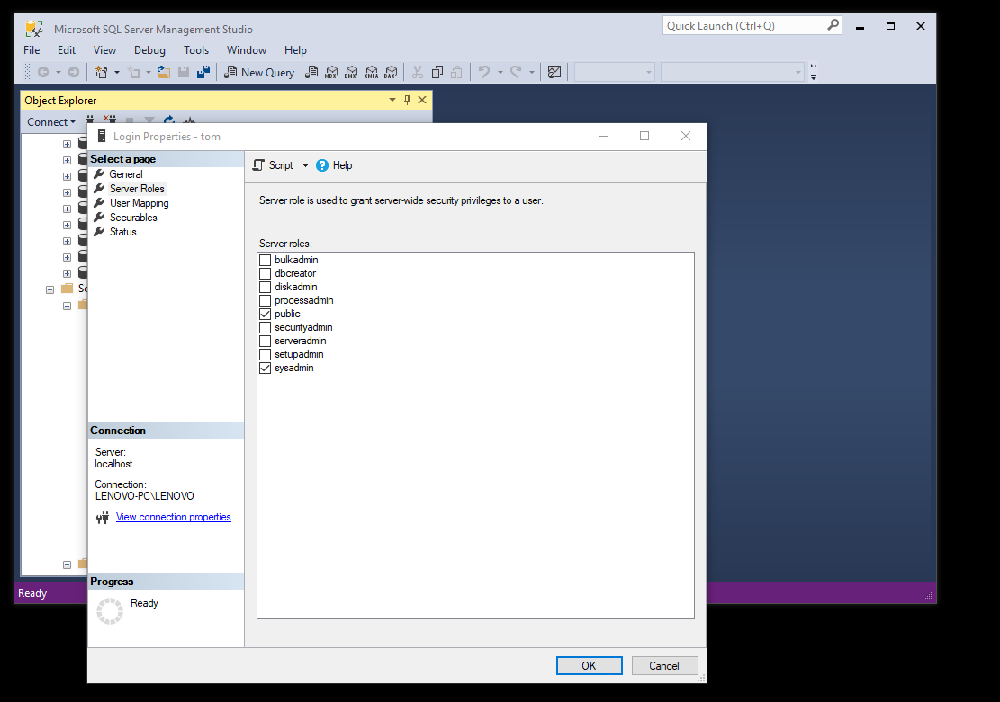 Microsoft SQL Server Management Studio
Quick Launch (Ctrl+Q)
File Edit View Debug Tools Window Help
New Query MDX DMX XMLA DAX
Object Explorer
Connect
Login Properties - tom
Select a page
General
Server Roles
User Mapping
Securables
Status
Script Help
Server role is used to grant server-wide security privileges to a user.
Server roles:
bulkadmin
dbcreator
diskadmin
processadmin
public
securityadmin
serveradmin
setupadmin
sysadmin
Se
Connection
Server:
localhost
Connection:
LENOVO-PC\LENOVO
View connection properties
Progress
Ready
Ready
OK Cancel